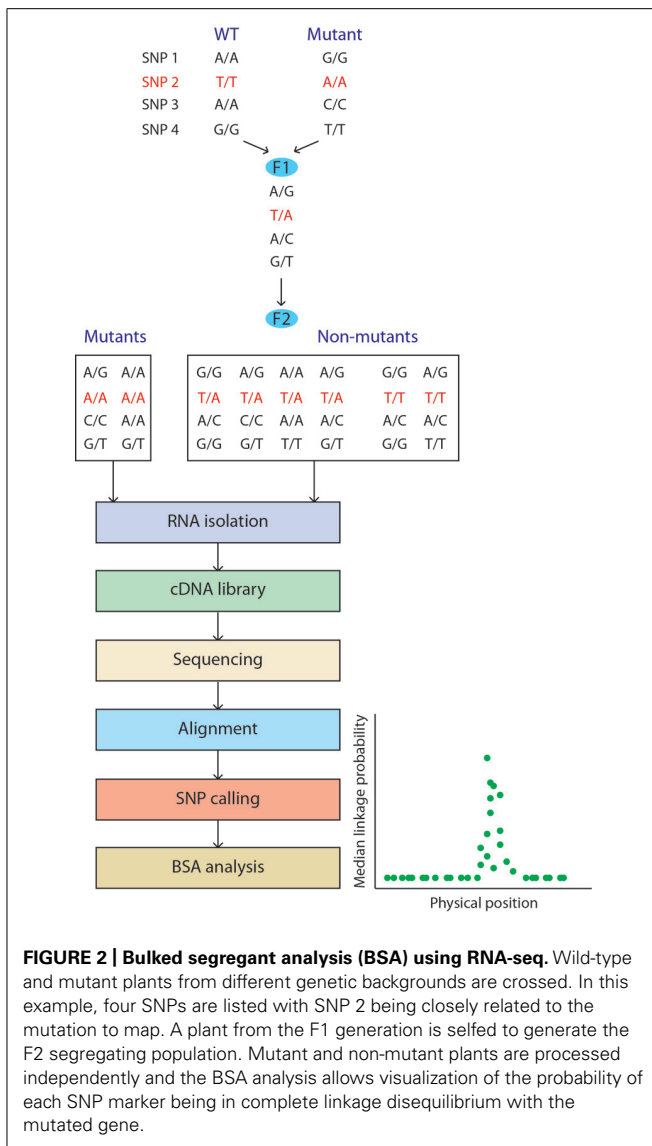 WT Mutant
SNP 1 A/A G/G
SNP 2 T/T A/A
SNP 3 A/A C/C
SNP 4 G/G T/T
F1
A/G
T/A
A/C
G/T
F2
Mutants Non-mutants
A/G A/A G/G A/G A/A A/G G/G A/G
A/A A/A T/A T/A T/A T/A T/T T/T
C/C A/A A/C C/C A/A A/C A/C A/C
G/T G/T G/G G/T T/T G/T G/G T/T
RNA isolation
cDNA library
Sequencing
Alignment
SNP calling
BSA analysis
Median linkage probability
Physical position
FIGURE 2 | Bulked segregant analysis (BSA) using RNA-seq. Wild-type
and mutant plants from different genetic backgrounds are crossed. In this
example, four SNPs are listed with SNP 2 being closely related to the
mutation to map. A plant from the F1 generation is selfed to generate the
F2 segregating population. Mutant and non-mutant plants are processed
independently and the BSA analysis allows visualization of the probability of
each SNP marker being in complete linkage disequilibrium with the
mutated gene.